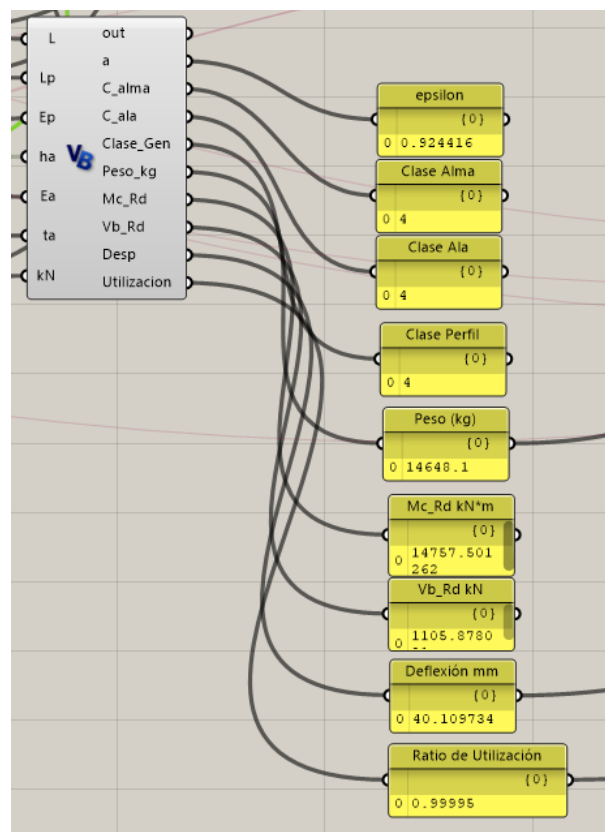 L
Lp
Ep
ha
Ea
ta
kN
VB
out
a
C_alma
C_ala
Clase_Gen
Peso_kg
Mc_Rd
Vb_Rd
Desp
Utilizacion
epsilon
{0}
0 0.924416
Clase Alma
{0}
0 4
Clase Ala
{0}
0 4
Clase Perfil
{0}
0 4
Peso (kg)
{0}
0 14648.1
Mc_Rd kN*m
{0}
0 14757.501
262
Vb_Rd kN
{0}
0 1105.8780
Deflexión mm
{0}
0 40.109734
Ratio de Utilización
{0}
0 0.99995